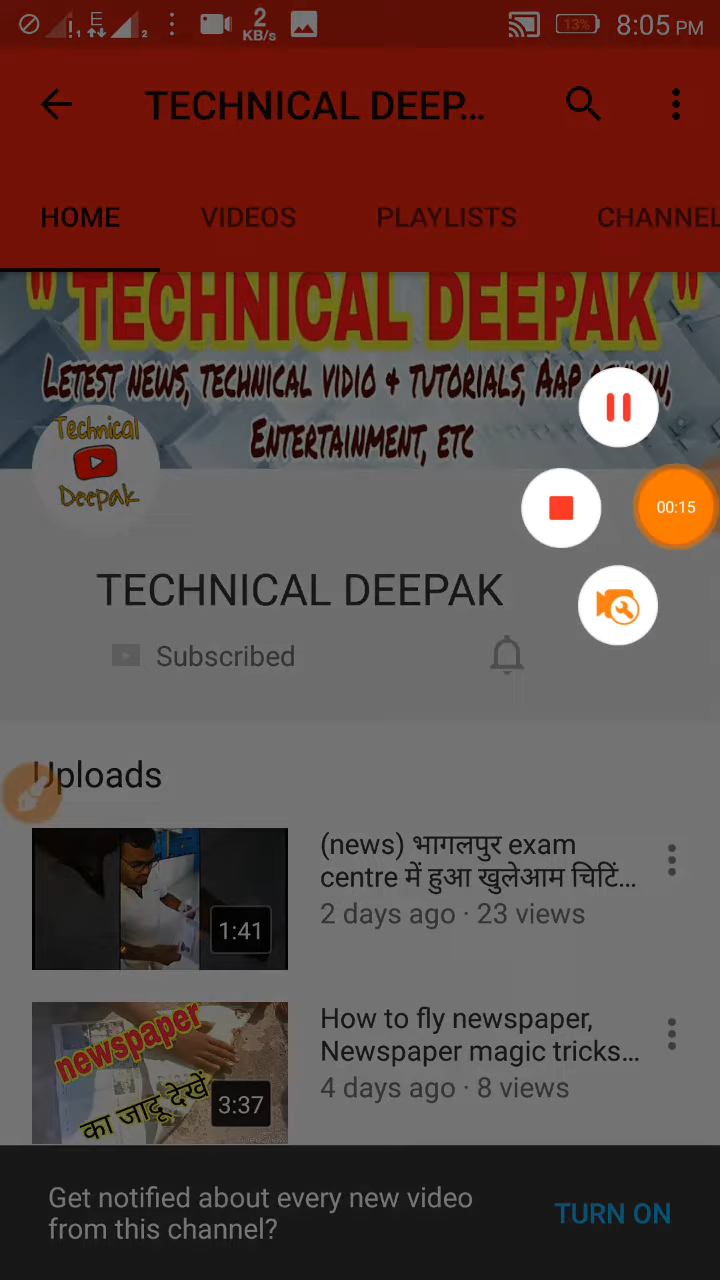 E
1
2
2
KB/s
13%
8:05 PM
TECHNICAL DEEP...
HOME
VIDEOS
PLAYLISTS
CHANNEL
" TECHNICAL DEEPAK "
LETEST NEWS, TECHNICAL VIDIO & TUTORIALS, AAP
ENTERTAINMENT, ETC
Technical
Deepak
00:15
TECHNICAL DEEPAK
Subscribed
Uploads
(news) भागलपुर exam
centre में हुआ खुलेआम चिटिं...
2 days ago · 23 views
1:41
How to fly newspaper,
Newspaper magic tricks...
4 days ago · 8 views
newspaper
का जादू देखें
3:37
Get notified about every new video
from this channel?
TURN ON